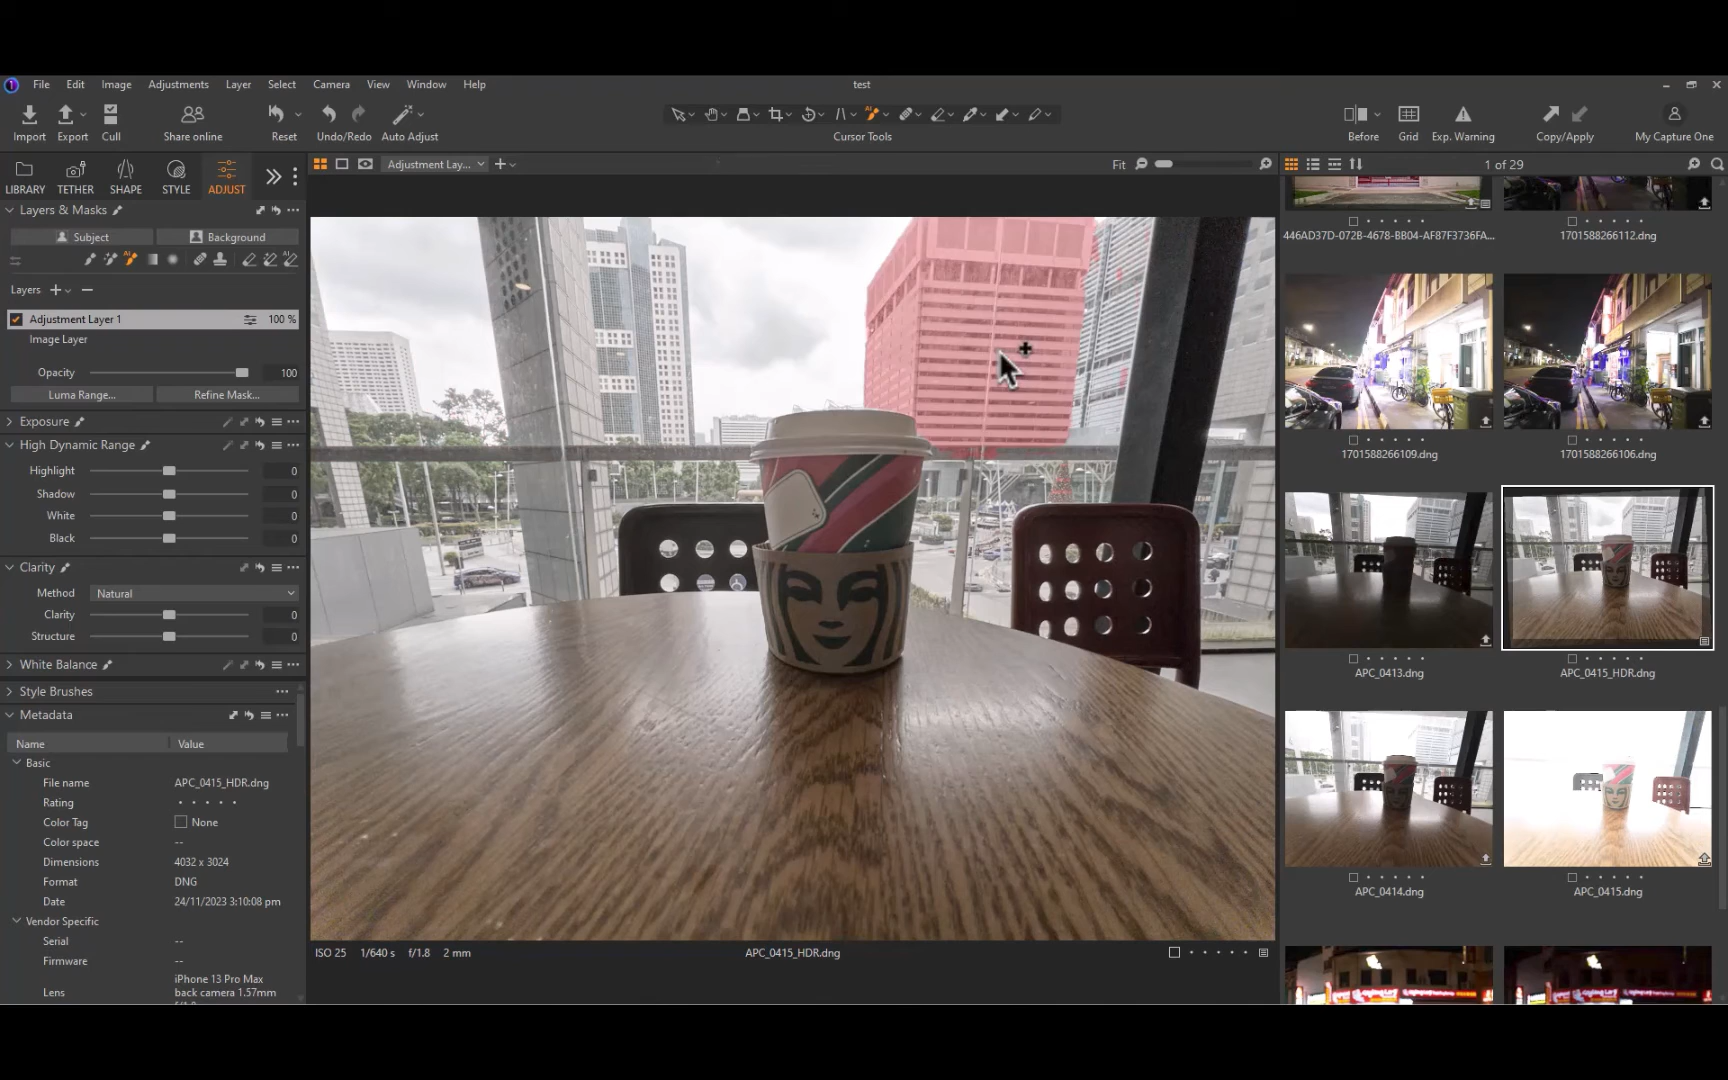 File Edit Image Adjustments Layer Select Camera View Window Help
test
Import Export Cull Share online Reset Undo/Redo Auto Adjust
Cursor Tools
Before Grid Exp. Warning Copy/Apply My Capture One
LIBRARY TETHER SHAPE STYLE ADJUST
Adjustment Lay...
Fit
1 of 29
Layers & Masks
Subject Background
Layers
Adjustment Layer 1 100 %
Image Layer
Opacity 100
Luma Range... Refine Mask...
Exposure
High Dynamic Range
Highlight 0
Shadow 0
White 0
Black 0
Clarity
Method Natural
Clarity 0
Structure 0
White Balance
Style Brushes
Metadata
Name Value
Basic
File name APC_0415_HDR.dng
Rating
Color Tag None
Color space --
Dimensions 4032 x 3024
Format DNG
Date 24/11/2023 3:10:08 pm
Vendor Specific
Serial --
Firmware --
iPhone 13 Pro Max
Lens back camera 1.57mm
ISO 25 1/640 s f/1.8 2 mm
APC_0415_HDR.dng
446AD37D-072B-4678-BB04-AF87F3736FA...
1701588266112.dng
1701588266109.dng
1701588266106.dng
APC_0413.dng
APC_0415_HDR.dng
APC_0414.dng
APC_0415.dng